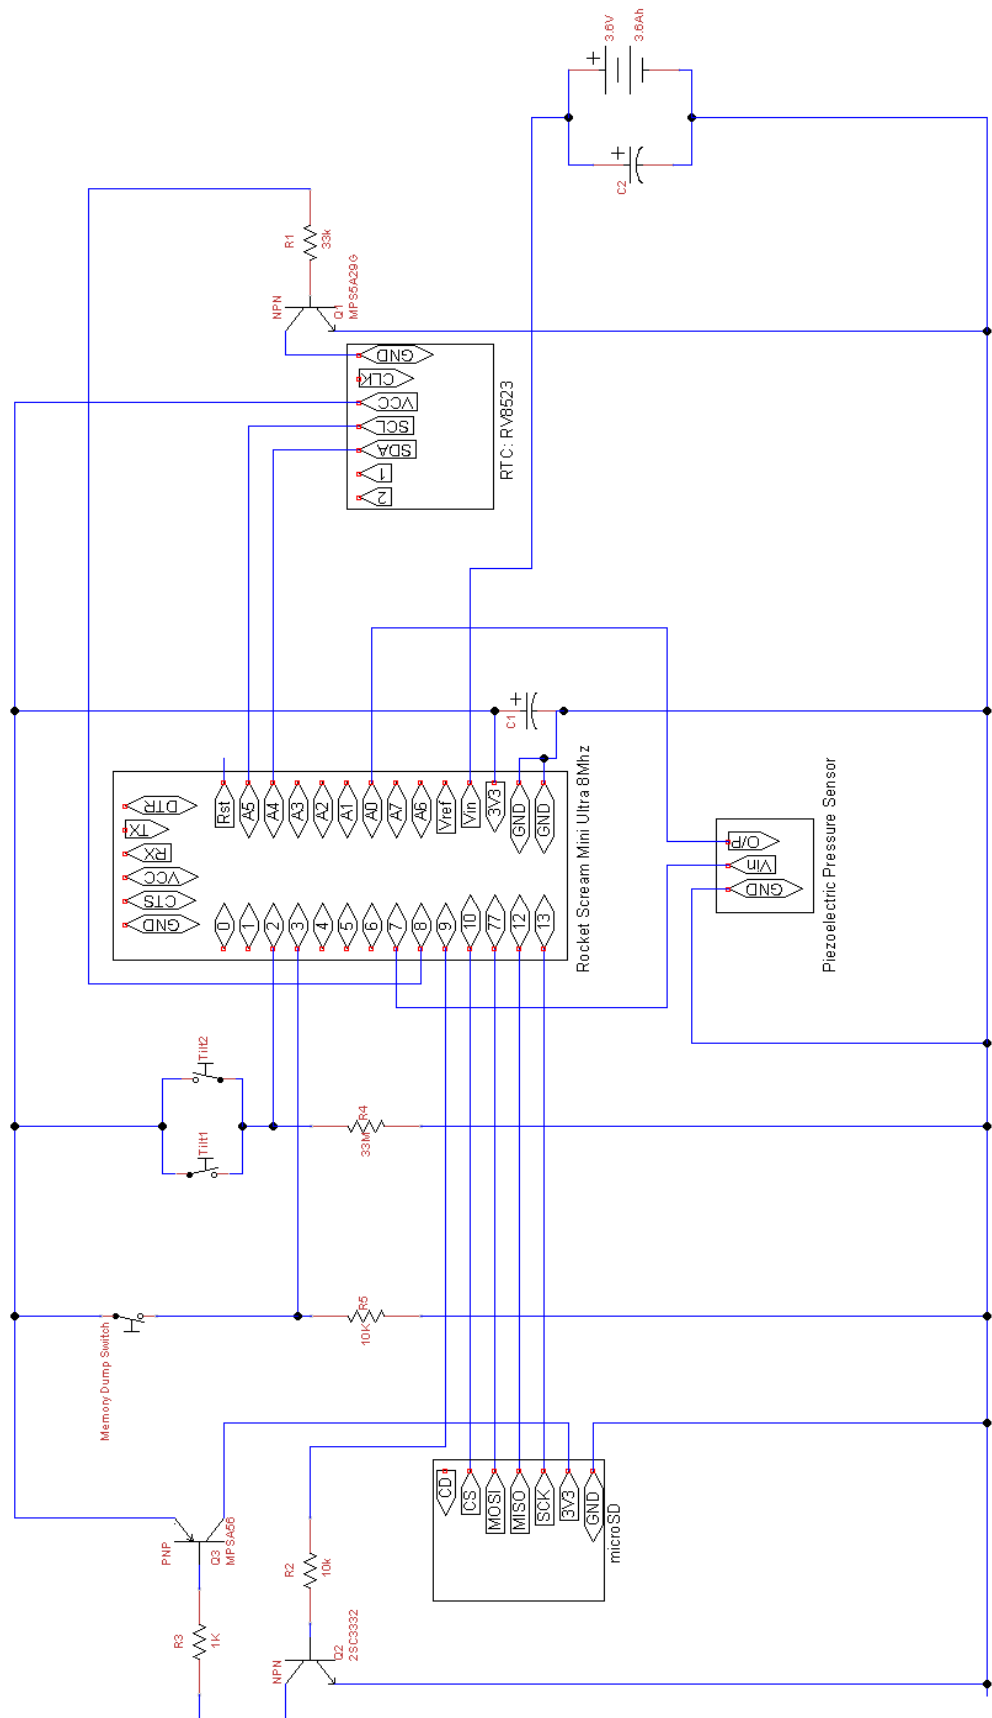 3.6V
3.6Ah
C2
R1
33k
NPN
Q1
MPS5A29G
GND
CLK
VCC
SCL
SDA
1
2
RTC: RV8523
C1
DTR
TX
RX
VCC
CTS
GND
Rst
A5
A4
A3
A2
A1
A0
A7
A6
Vref
Vin
3V3
GND
GND
0
1
2
3
4
5
6
7
8
9
10
77
12
13
Rocket Scream Mini Ultra 8Mhz
O/P
Vin
GND
Piezoelectric Pressure Sensor
Tilt2
Tilt1
R4
33M
R5
10K
Memory Dump Switch
CD
CS
MOSI
MISO
SCK
3V3
GND
microSD
PNP
Q3
MPSA56
R3
1K
R2
10k
NPN
Q2
2SC3332